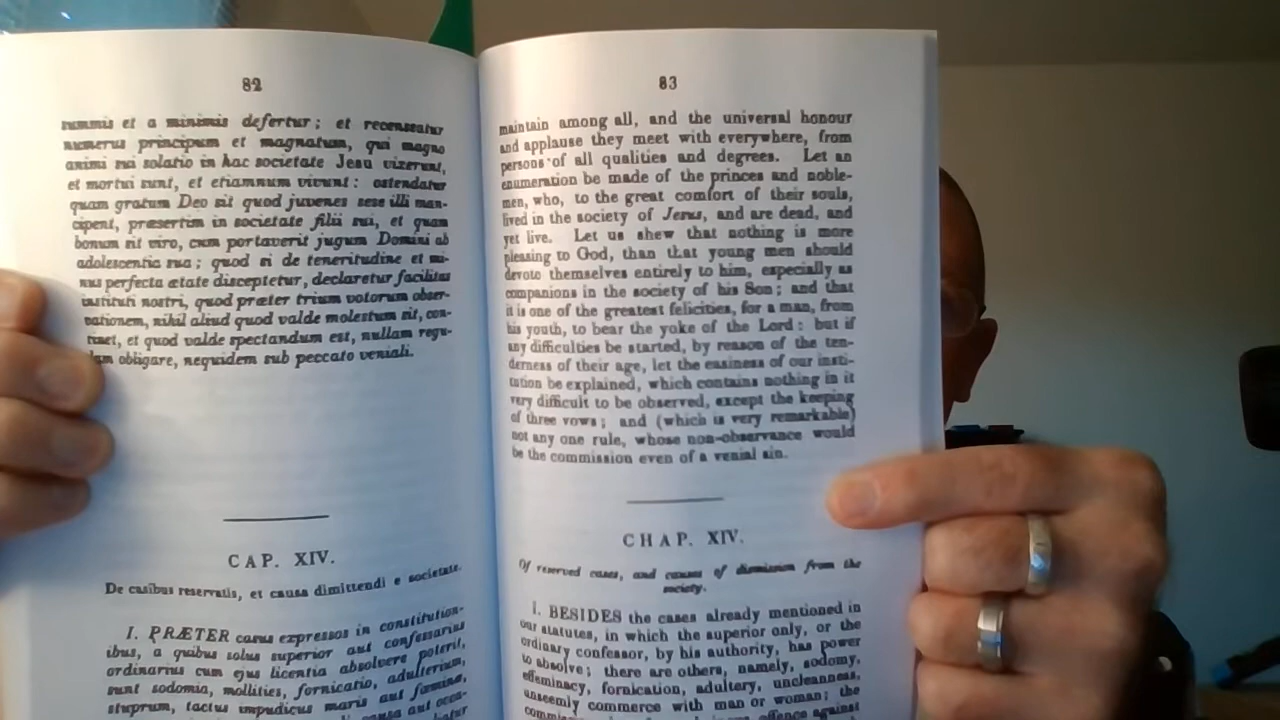 82
summis et a minimis defertur; et recenseatur
numerus principum et magnatum, qui magno
animi sui solatio in hac societate Jesu vixerunt,
et mortui sunt, et etiamnum vivunt: ostendatur
quam gratum Deo sit quod juvenes sese illi man-
cipent, præsertim in societate filii sui, et quam
bonum sit viro, cum portaverit jugum Domini ab
adolescentia sua; quod si de teneritudine et mi-
nus perfecta ætate disceptetur, declaretur facilitas
instituti nostri, quod præter trium votorum obser-
vationem, nihil aliud quod valde molestum sit, con-
tinet, et quod valde spectandum est, nullam regu-
lam obligare, nequidem sub peccato veniali.
CAP. XIV.
De casibus reservatis, et causa dimittendi e societate.
I. PRÆTER casus expressos in constitution-
ibus, a quibus solus superior aut confessarius
ordinarius cum ejus licentia absolvere poterit,
sunt sodomia, mollities, fornicatio, adulterium,
stuprum, tactus impudicus maris aut fœminæ,
83
maintain among all, and the universal honour
and applause they meet with everywhere, from
persons of all qualities and degrees. Let an
enumeration be made of the princes and noble-
men, who, to the great comfort of their souls,
lived in the society of Jesus, and are dead, and
yet live. Let us shew that nothing is more
pleasing to God, than that young men should
devote themselves entirely to him, especially as
companions in the society of his Son; and that
it is one of the greatest felicities, for a man, from
his youth, to bear the yoke of the Lord: but if
any difficulties be started, by reason of the ten-
derness of their age, let the easiness of our insti-
tution be explained, which contains nothing in it
very difficult to be observed, except the keeping
of three vows; and (which is very remarkable)
not any one rule, whose non-observance would
be the commission even of a venial sin.
CHAP. XIV.
Of reserved cases, and causes of dismission from the
society.
I. BESIDES the cases already mentioned in
our statutes, in which the superior only, or the
ordinary confessor, by his authority, has power
to absolve; there are others, namely, sodomy,
effeminacy, fornication, adultery, uncleanness,
unseemly commerce with man or woman; the